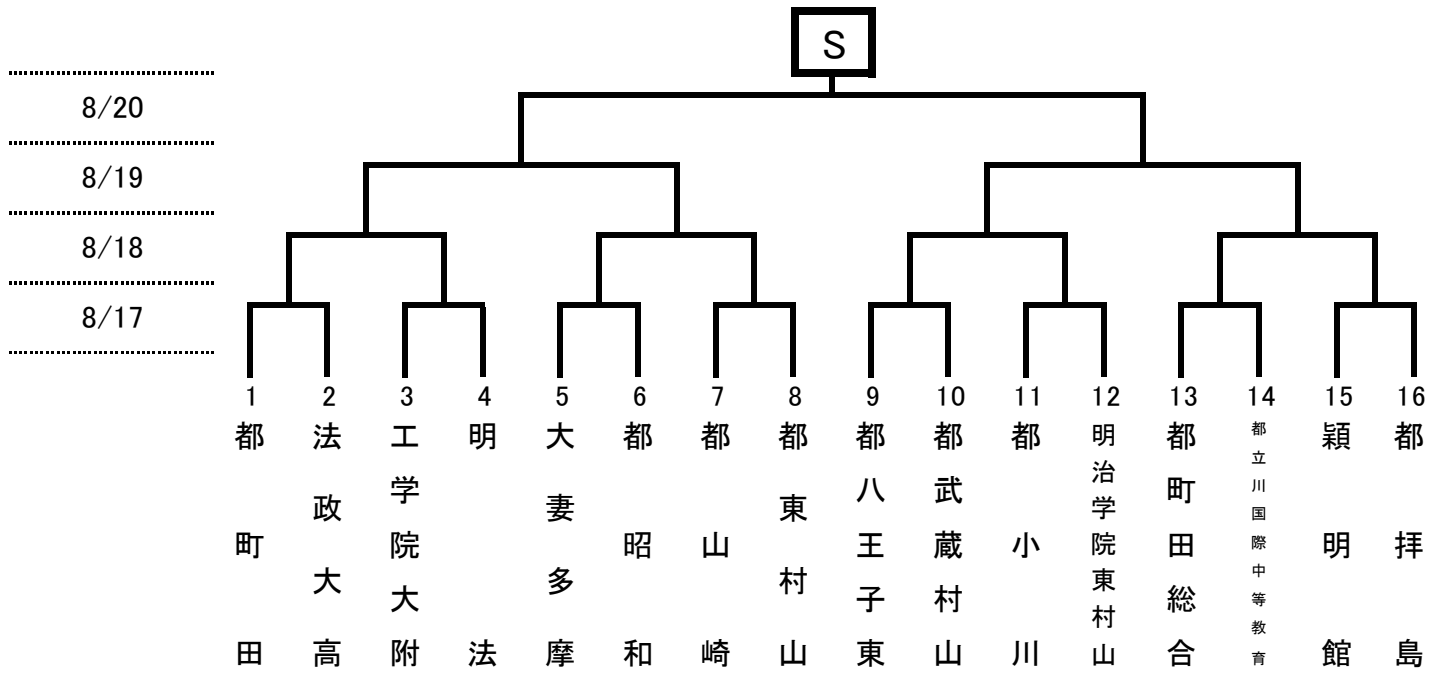 S
8/20
8/19
8/18
8/17
1 2 3 4 5 6 7 8 9 10 11 12 13 14 15 16
都町田
法政大高
工学院大附
明法
大妻多摩
都昭和
都山崎
都東村山
都八王子東
都武蔵村山
都小川
明治学院東村山
都町田総合
都立川国際中等教育
穎明館
都拝島